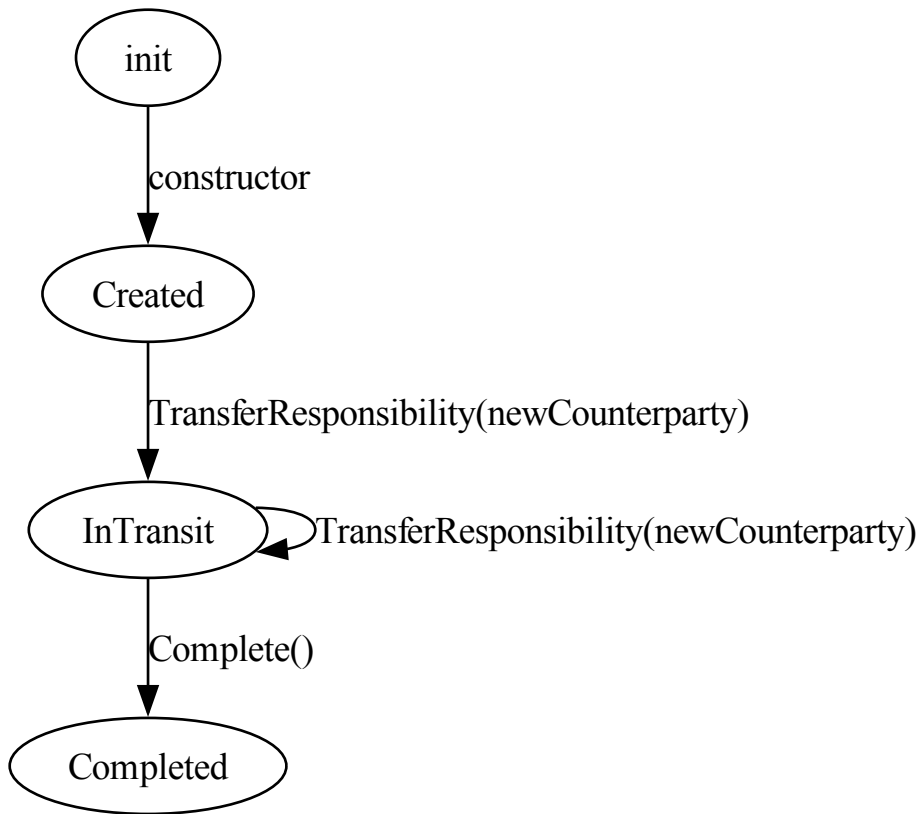 init
constructor
Created
TransferResponsibility(newCounterparty)
InTransit
TransferResponsibility(newCounterparty)
Complete()
Completed